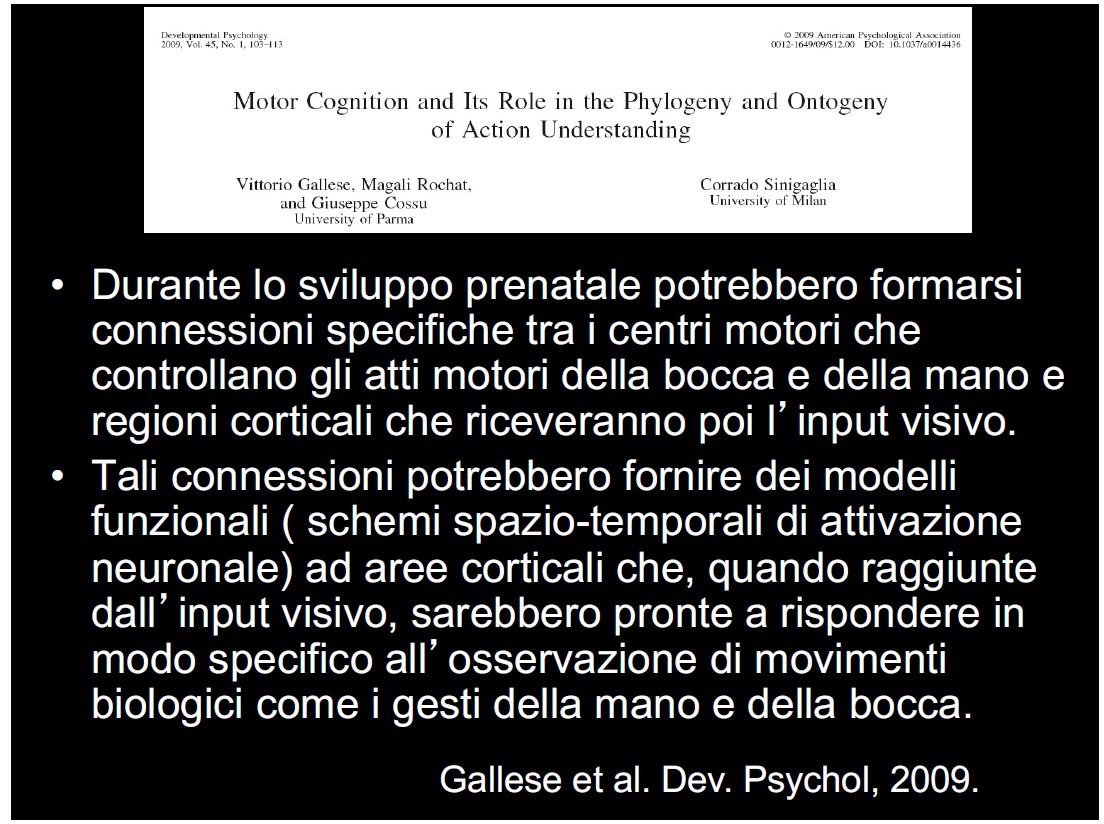 Developmental Psychology
2009, Vol. 45, No. 1, 103–113
© 2009 American Psychological Association
0012-1649/09/$12.00 DOI: 10.1037/a0014436
Motor Cognition and Its Role in the Phylogeny and Ontogeny
of Action Understanding
Vittorio Gallese, Magali Rochat,
and Giuseppe Cossu
University of Parma
Corrado Sinigaglia
University of Milan
• Durante lo sviluppo prenatale potrebbero formarsi
connessioni specifiche tra i centri motori che
controllano gli atti motori della bocca e della mano e
regioni corticali che riceveranno poi l’input visivo.
• Tali connessioni potrebbero fornire dei modelli
funzionali ( schemi spazio-temporali di attivazione
neuronale) ad aree corticali che, quando raggiunte
dall’input visivo, sarebbero pronte a rispondere in
modo specifico all’osservazione di movimenti
biologici come i gesti della mano e della bocca.
Gallese et al. Dev. Psychol, 2009.